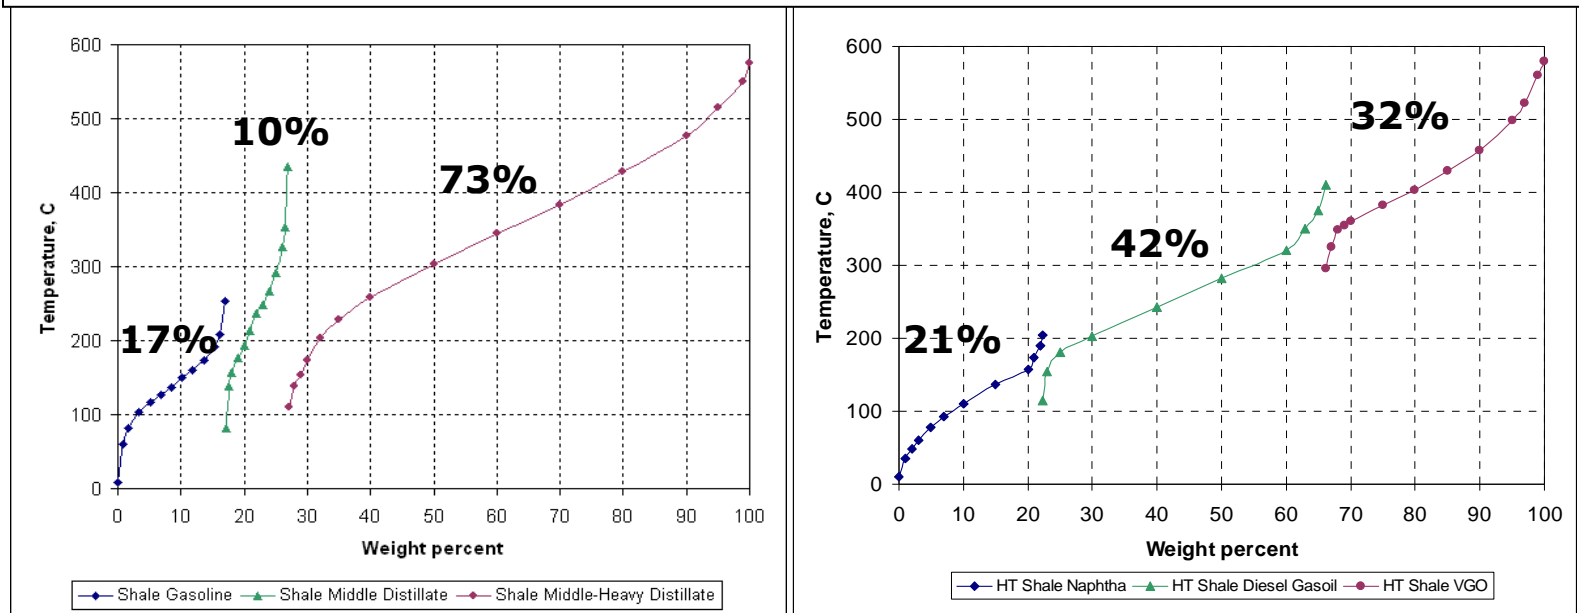 600
500
400
300
200
100
0
0 10 20 30 40 50 60 70 80 90 100
Temperature, C
Weight percent
17%
10%
73%
Shale Gasoline Shale Middle Distillate Shale Middle-Heavy Distillate
600
500
400
300
200
100
0
0 10 20 30 40 50 60 70 80 90 100
Temperature, C
Weight percent
21%
42%
32%
HT Shale Naphtha HT Shale Diesel Gasoil HT Shale VGO